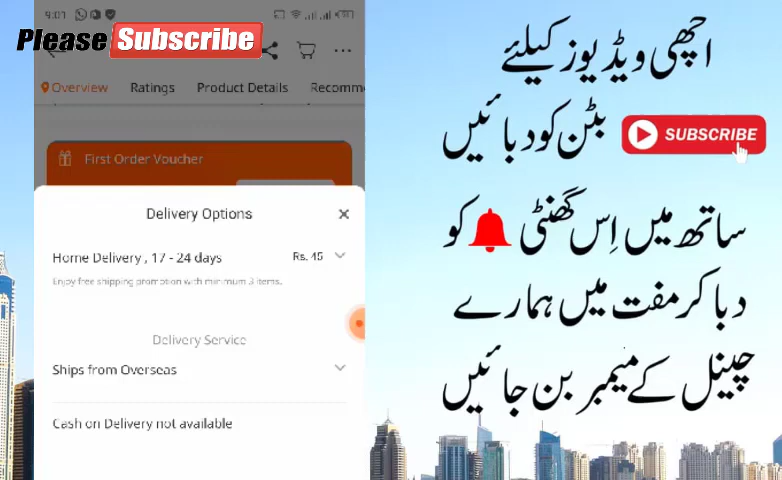 9:01
Please Subscribe
Overview Ratings Product Details Recomm
First Order Voucher
Delivery Options
Home Delivery , 17 - 24 days Rs. 45
Enjoy free shipping promotion with minimum 3 items.
Delivery Service
Ships from Overseas
Cash on Delivery not available
اچھی ویڈیوز کیلئے
بٹن کو دبائیں SUBSCRIBE
ساتھ میں اِس گھنٹی کو
دبا کر مفت میں ہمارے
چینل کے میمبر بن جائیں